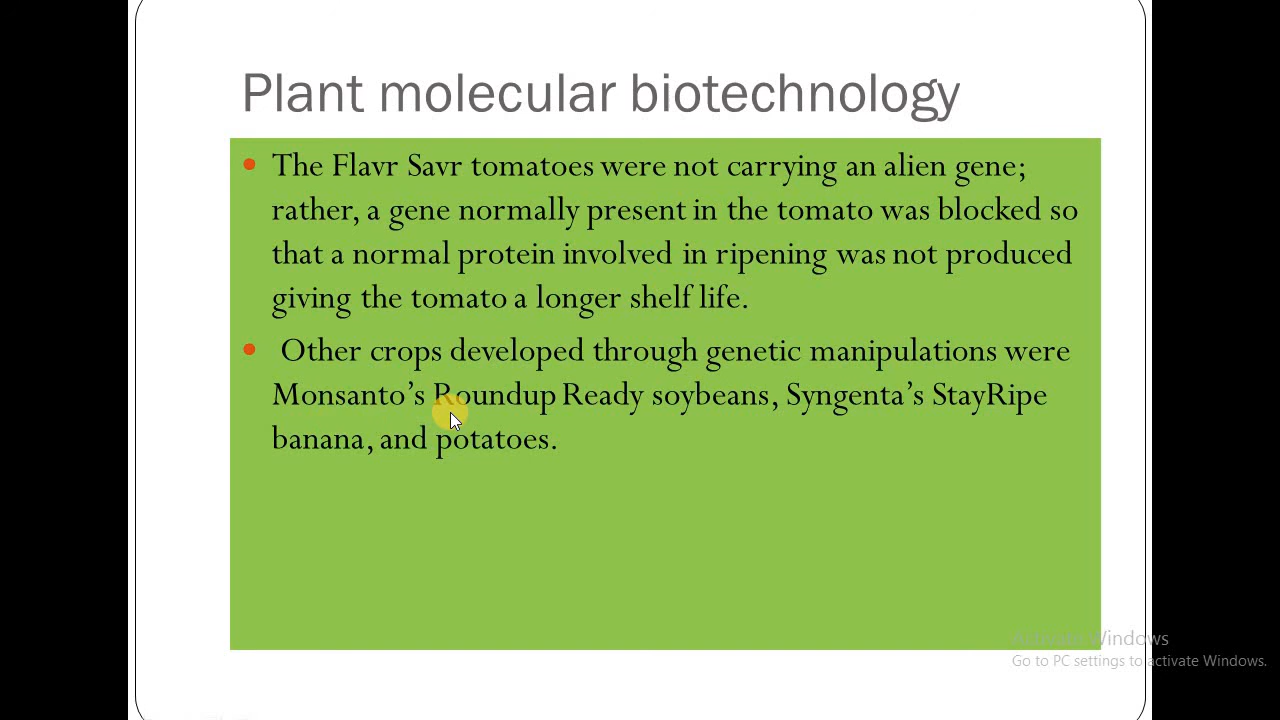 Plant molecular biotechnology
The Flavr Savr tomatoes were not carrying an alien gene;
rather, a gene normally present in the tomato was blocked so
that a normal protein involved in ripening was not produced
giving the tomato a longer shelf life.
Other crops developed through genetic manipulations were
Monsanto’s Roundup Ready soybeans, Syngenta’s StayRipe
banana, and potatoes.
Activate Windows
Go to PC settings to activate Windows.